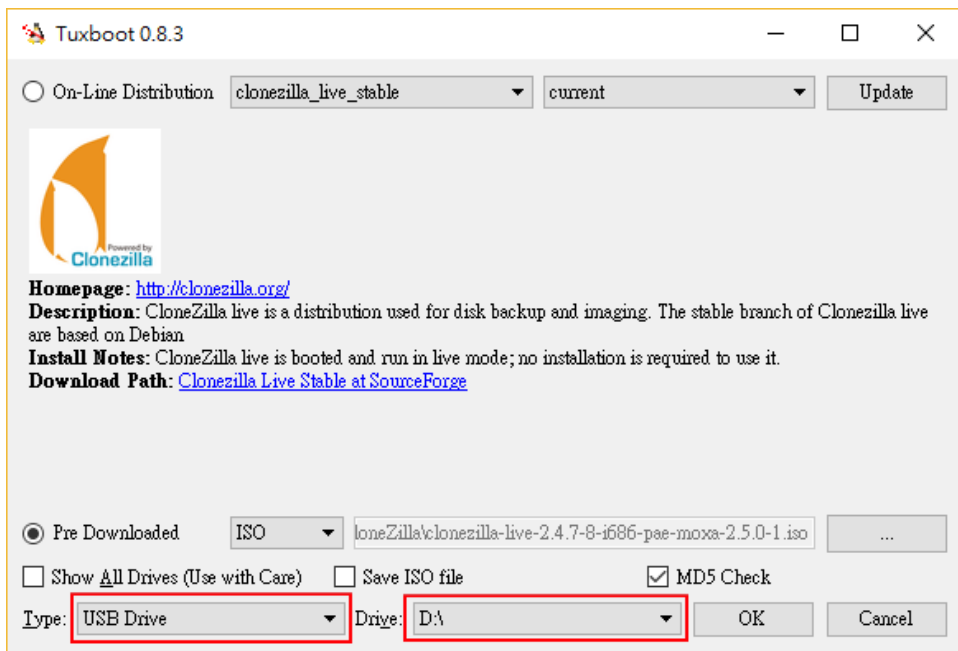 Tuxboot 0.8.3
On-Line Distribution clonezilla_live_stable current Update
Powered by
Clonezilla
Homepage: http://clonezilla.org/
Description: CloneZilla live is a distribution used for disk backup and imaging. The stable branch of Clonezilla live
are based on Debian
Install Notes: CloneZilla live is booted and run in live mode; no installation is required to use it.
Download Path: Clonezilla Live Stable at SourceForge
Pre Downloaded ISO loneZilla\clonezilla-live-2.4.7-8-i686-pae-moxa-2.5.0-1.iso ...
Show All Drives (Use with Care) Save ISO file MD5 Check
Type: USB Drive Drive: D:\ OK Cancel